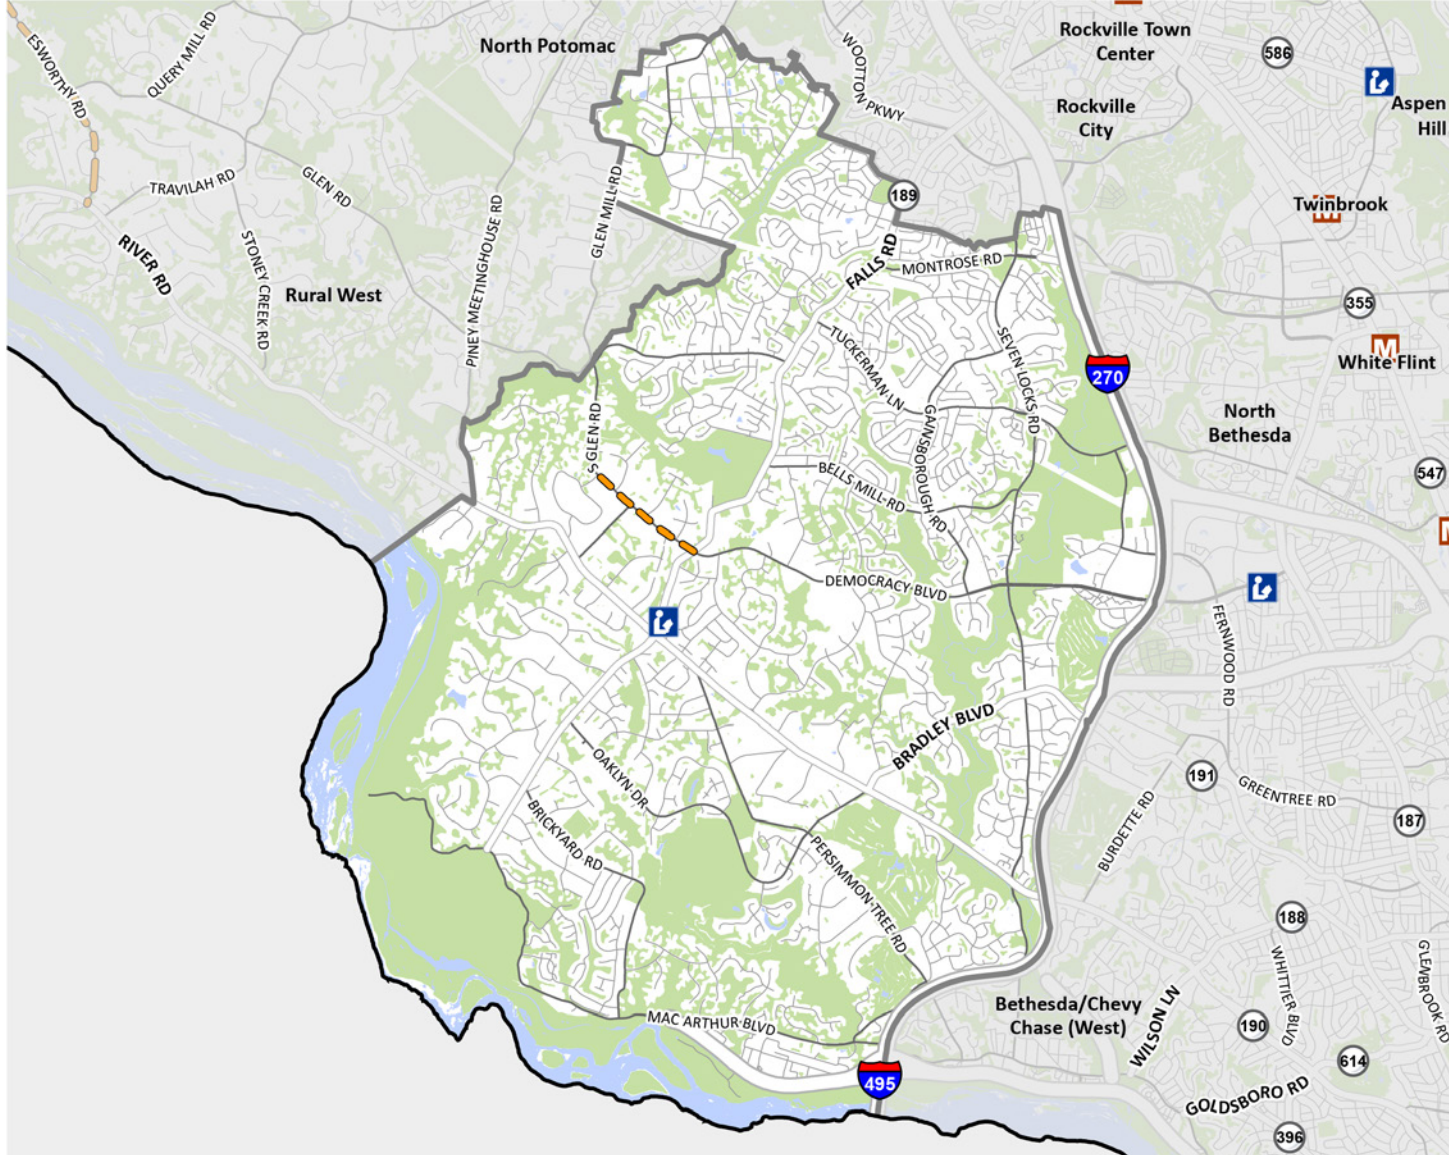 ESWORTHY RD
QUERY MILL RD
North Potomac
WOOTTON PKWY
Rockville Town
Center
586
Rockville
City
Aspen
Hill
TRAVILAH RD
GLEN RD
PINEY MEETINGHOUSE RD
GLEN MILL RD
189
Twinbrook
RIVER RD
STONEY CREEK RD
Rural West
FALLS RD
MONTROSE RD
355
M
White Flint
TUCKERMAN LN
SEVEN LOCKS RD
270
S GLEN RD
GAINSBOROUGH RD
North
Bethesda
BELLS MILL RD
547
DEMOCRACY BLVD
FERNWOOD RD
BRADLEY BLVD
OAKLYN DR
191
GREENTREE RD
BRICKYARD RD
BURDETTE RD
187
PERSIMMON TREE RD
188
WHITTIER BLVD
GLENBROOK RD
MAC ARTHUR BLVD
Bethesda/Chevy
Chase (West)
WILSON LN
190
495
614
GOLDSBORO RD
396